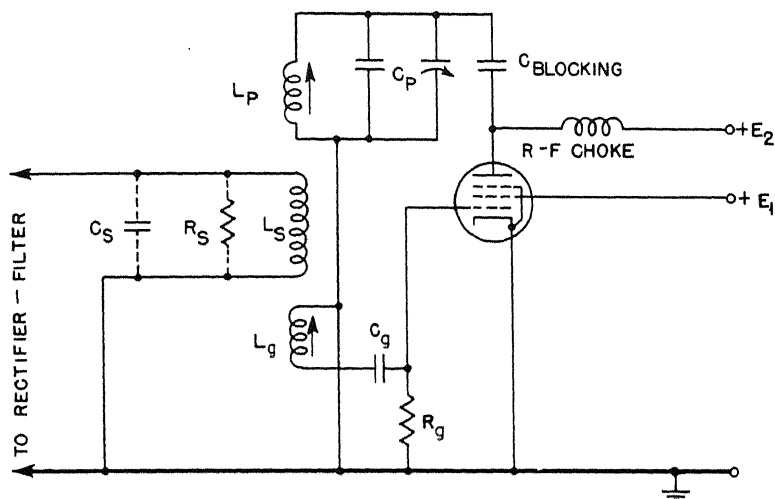 L_P
C_P
C_BLOCKING
+E_2
R-F CHOKE
+ E_1
C_S
R_S
L_S
L_g
C_g
R_g
TO RECTIFIER – FILTER